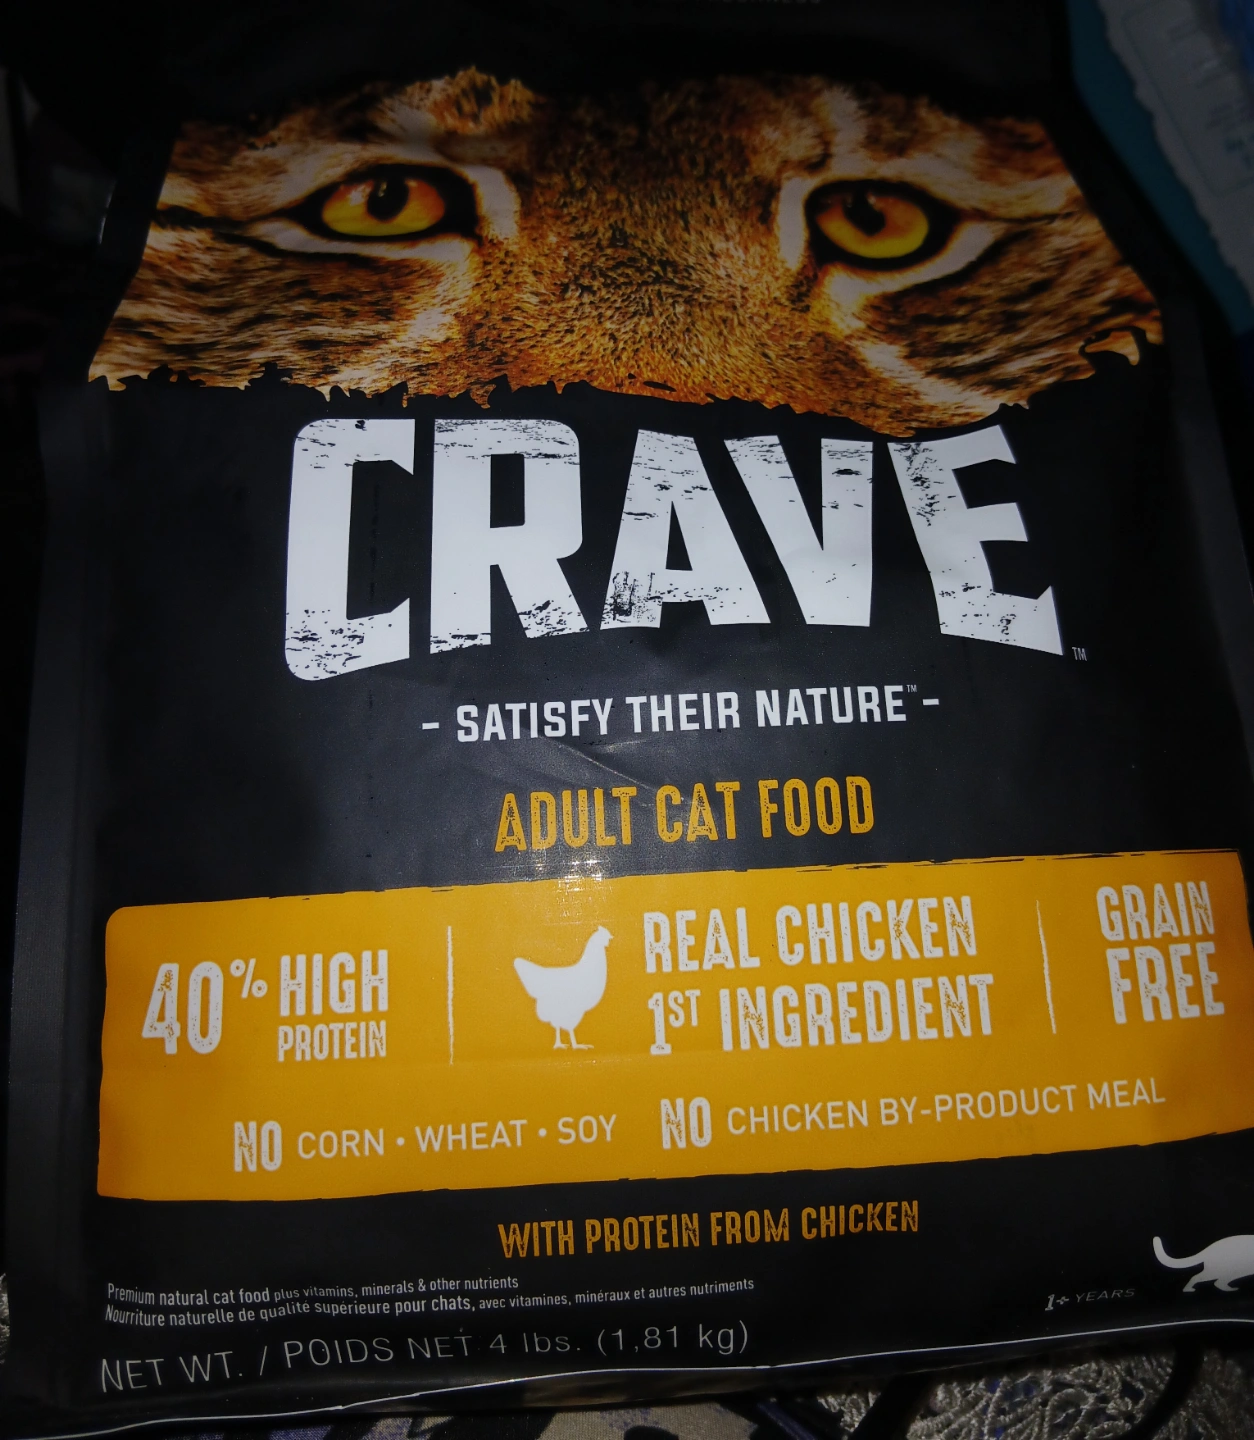 CRAVE™
- SATISFY THEIR NATURE™ -
ADULT CAT FOOD
40% HIGH
PROTEIN
REAL CHICKEN
1ST INGREDIENT
GRAIN
FREE
NO CORN • WHEAT • SOY NO CHICKEN BY-PRODUCT MEAL
WITH PROTEIN FROM CHICKEN
Premium natural cat food plus vitamins, minerals & other nutrients
Nourriture naturelle de qualité supérieure pour chats, avec vitamines, minéraux et autres nutriments
1+ YEARS
NET WT. / POIDS NET 4 lbs. (1,81 kg)